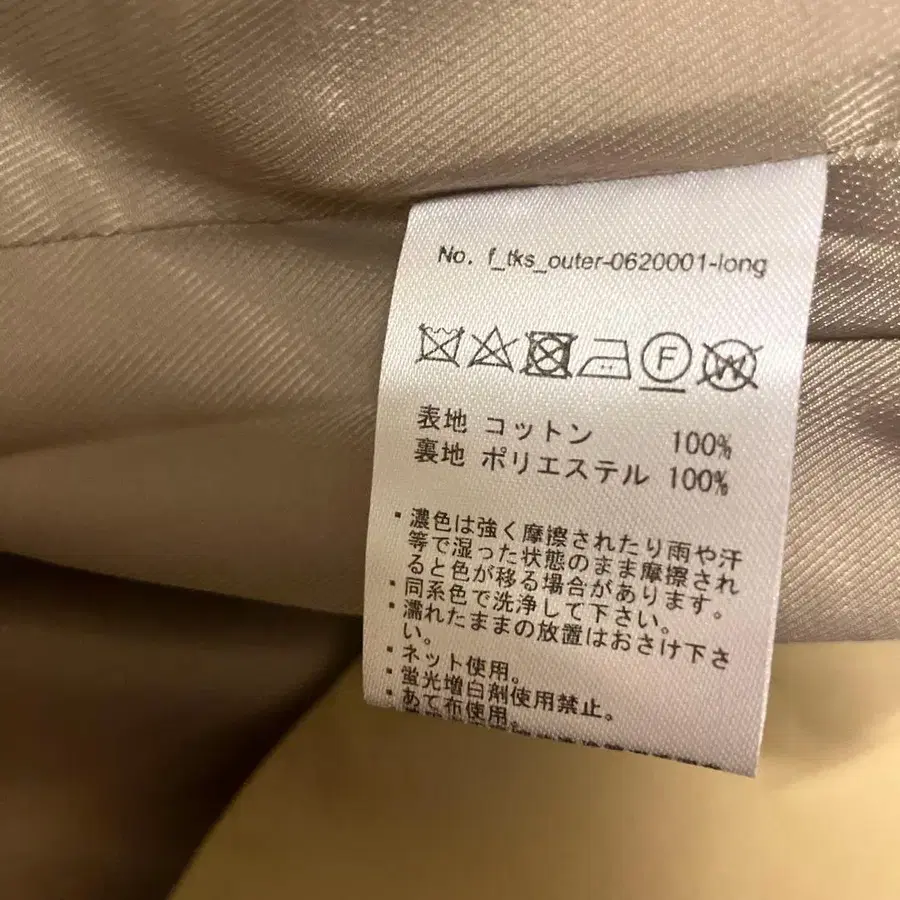 No. f_tks_outer-0620001-long
F W
表地 コットン 100%
裏地 ポリエステル 100%
・濃色は強く摩擦されたり雨や汗
等で湿った状態のまま摩擦され
ると色が移る場合があります。
・同系色で洗浄して下さい。
・濡れたままの放置はおさけ下さ
い。
・ネット使用。
・蛍光増白剤使用禁止。
・あて布使用